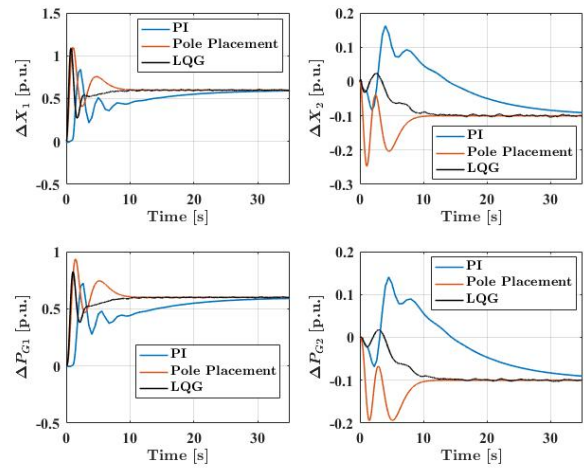 1.5
1
0.5
0
-0.5
ΔX1 [p.u.]
0 10 20 30
Time [s]
PI
Pole Placement
LQG
0.2
0.1
0
-0.1
-0.2
-0.3
ΔX2 [p.u.]
0 10 20 30
Time [s]
PI
Pole Placement
LQG
1
0.5
0
-0.5
ΔPG1 [p.u.]
0 10 20 30
Time [s]
PI
Pole Placement
LQG
0.2
0.1
0
-0.1
-0.2
ΔPG2 [p.u.]
0 10 20 30
Time [s]
PI
Pole Placement
LQG